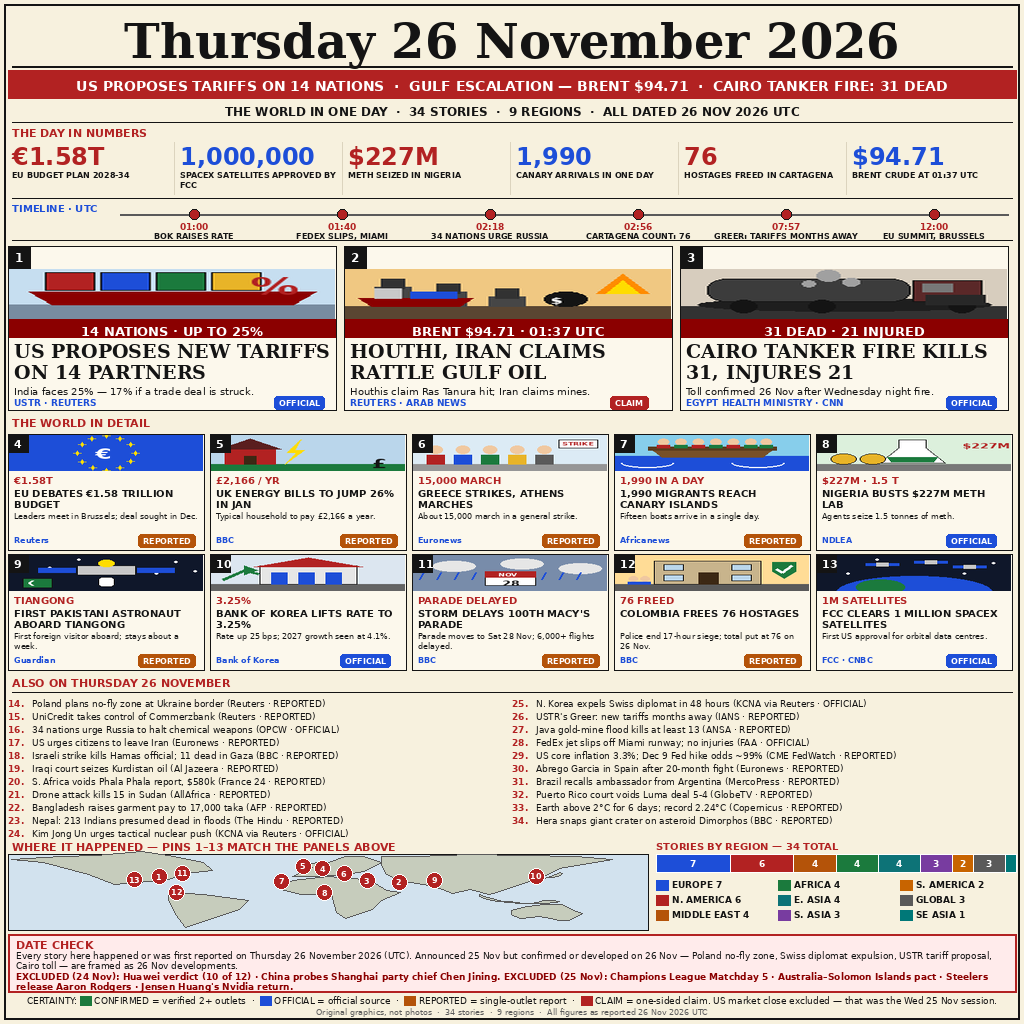 Thursday 26 November 2026
US PROPOSES TARIFFS ON 14 NATIONS · GULF ESCALATION — BRENT $94.71 · CAIRO TANKER FIRE: 31 DEAD
THE WORLD IN ONE DAY · 34 STORIES · 9 REGIONS · ALL DATED 26 NOV 2026 UTC
THE DAY IN NUMBERS
€1.58T
EU BUDGET PLAN 2028-34
1,000,000
SPACEX SATELLITES APPROVED BY
FCC
$227M
METH SEIZED IN NIGERIA
1,990
CANARY ARRIVALS IN ONE DAY
76
HOSTAGES FREED IN CARTAGENA
$94.71
BRENT CRUDE AT 01:37 UTC
TIMELINE · UTC
01:00
BOK RAISES RATE
01:40
FEDEX SLIPS, MIAMI
02:18
34 NATIONS URGE RUSSIA
02:56
CARTAGENA COUNT: 76
07:57
GREER: TARIFFS MONTHS AWAY
12:00
EU SUMMIT, BRUSSELS
1
%
14 NATIONS · UP TO 25%
US PROPOSES NEW TARIFFS
ON 14 PARTNERS
India faces 25% — 17% if a trade deal is struck.
USTR · REUTERS
OFFICIAL
2
$
BRENT $94.71 · 01:37 UTC
HOUTHI, IRAN CLAIMS
RATTLE GULF OIL
Houthis claim Ras Tanura hit; Iran claims mines.
REUTERS · ARAB NEWS
CLAIM
3
31 DEAD · 21 INJURED
CAIRO TANKER FIRE KILLS
31, INJURES 21
Toll confirmed 26 Nov after Wednesday night fire.
EGYPT HEALTH MINISTRY · CNN
OFFICIAL
THE WORLD IN DETAIL
4
€
€1.58T
EU DEBATES €1.58 TRILLION
BUDGET
Leaders meet in Brussels; deal sought in Dec.
Reuters
REPORTED
5
£
£2,166 / YR
UK ENERGY BILLS TO JUMP 26%
IN JAN
Typical household to pay £2,166 a year.
BBC
REPORTED
6
STRIKE
15,000 MARCH
GREECE STRIKES, ATHENS
MARCHES
About 15,000 march in a general strike.
Euronews
REPORTED
7
1,990 IN A DAY
1,990 MIGRANTS REACH
CANARY ISLANDS
Fifteen boats arrive in a single day.
Africanews
REPORTED
8
$227M
$227M · 1.5 T
NIGERIA BUSTS $227M METH
LAB
Agents seize 1.5 tonnes of meth.
NDLEA
OFFICIAL
9
TIANGONG
FIRST PAKISTANI ASTRONAUT
ABOARD TIANGONG
First foreign visitor aboard; stays about a
week.
Guardian
REPORTED
10
3.25%
BANK OF KOREA LIFTS RATE TO
3.25%
Rate up 25 bps; 2027 growth seen at 4.1%.
Bank of Korea
OFFICIAL
11
NOV
28
PARADE DELAYED
STORM DELAYS 100TH MACY'S
PARADE
Parade moves to Sat 28 Nov; 6,000+ flights
delayed.
BBC
REPORTED
12
76 FREED
COLOMBIA FREES 76 HOSTAGES
Police end 17-hour siege; total put at 76 on
26 Nov.
BBC
REPORTED
13
1M SATELLITES
FCC CLEARS 1 MILLION SPACEX
SATELLITES
First US approval for orbital data centres.
FCC · CNBC
OFFICIAL
ALSO ON THURSDAY 26 NOVEMBER
14. Poland plans no-fly zone at Ukraine border (Reuters · REPORTED)
15. UniCredit takes control of Commerzbank (Reuters · REPORTED)
16. 34 nations urge Russia to halt chemical weapons (OPCW · OFFICIAL)
17. US urges citizens to leave Iran (Euronews · REPORTED)
18. Israeli strike kills Hamas official; 11 dead in Gaza (BBC · REPORTED)
19. Iraqi court seizes Kurdistan oil (Al Jazeera · REPORTED)
20. S. Africa voids Phala Phala report, $580k (France 24 · REPORTED)
21. Drone attack kills 15 in Sudan (AllAfrica · REPORTED)
22. Bangladesh raises garment pay to 17,000 taka (AFP · REPORTED)
23. Nepal: 213 Indians presumed dead in floods (The Hindu · REPORTED)
24. Kim Jong Un urges tactical nuclear push (KCNA via Reuters · OFFICIAL)
25. N. Korea expels Swiss diplomat in 48 hours (KCNA via Reuters · OFFICIAL)
26. USTR's Greer: new tariffs months away (IANS · REPORTED)
27. Java gold-mine flood kills at least 13 (ANSA · REPORTED)
28. FedEx jet slips off Miami runway; no injuries (FAA · OFFICIAL)
29. US core inflation 3.3%; Dec 9 Fed hike odds ~99% (CME FedWatch · REPORTED)
30. Abrego Garcia in Spain after 20-month fight (Euronews · REPORTED)
31. Brazil recalls ambassador from Argentina (MercoPress · REPORTED)
32. Puerto Rico court voids Luma deal 5-4 (GlobeTV · REPORTED)
33. Earth above 2°C for 6 days; record 2.24°C (Copernicus · REPORTED)
34. Hera snaps giant crater on asteroid Dimorphos (BBC · REPORTED)
WHERE IT HAPPENED — PINS 1–13 MATCH THE PANELS ABOVE
13
1
11
12
5
4
6
7
8
3
2
9
10
STORIES BY REGION — 34 TOTAL
7 6 4 4 4 3 2 3
EUROPE 7
AFRICA 4
S. AMERICA 2
N. AMERICA 6
E. ASIA 4
GLOBAL 3
MIDDLE EAST 4
S. ASIA 3
SE ASIA 1
DATE CHECK
Every story here happened or was first reported on Thursday 26 November 2026 (UTC). Announced 25 Nov but confirmed or developed on 26 Nov — Poland no-fly zone, Swiss diplomat expulsion, USTR tariff proposal,
Cairo toll — are framed as 26 Nov developments.
EXCLUDED (24 Nov): Huawei verdict (10 of 12) · China probes Shanghai party chief Chen Jining. EXCLUDED (25 Nov): Champions League Matchday 5 · Australia–Solomon Islands pact · Steelers
release Aaron Rodgers · Jensen Huang's Nvidia return.
CERTAINTY: CONFIRMED = verified 2+ outlets · OFFICIAL = official source · REPORTED = single-outlet report · CLAIM = one-sided claim. US market close excluded — that was the Wed 25 Nov session.
Original graphics, not photos · 34 stories · 9 regions · All figures as reported 26 Nov 2026 UTC